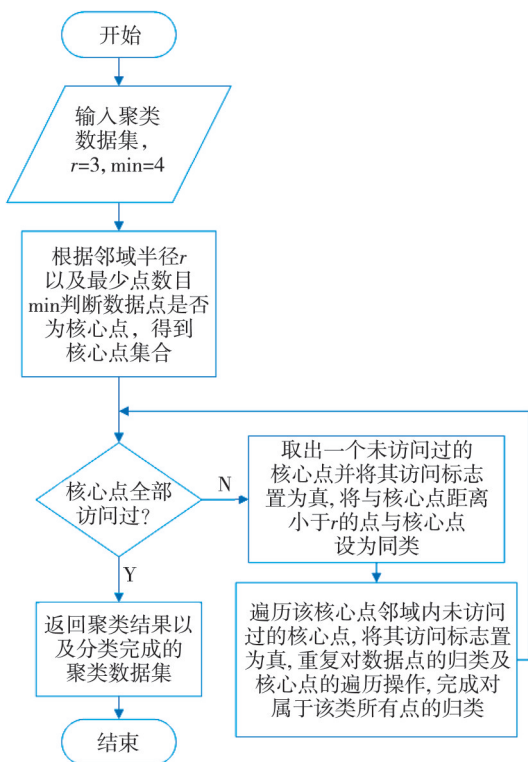 开始
输入聚类
数据集，
r=3, min=4
根据邻域半径r
以及最少点数目
min判断数据点是否
为核心点，得到
核心点集合
核心点全部
访问过?
N
取出一个未访问过的
核心点并将其访问标志
置为真, 将与核心点距离
小于r的点与核心点
设为同类
Y
遍历该核心点邻域内未访问
过的核心点, 将其访问标志置
为真, 重复对数据点的归类及
核心点的遍历操作, 完成对
属于该类所有点的归类
返回聚类结果以
及分类完成的
聚类数据集
结束